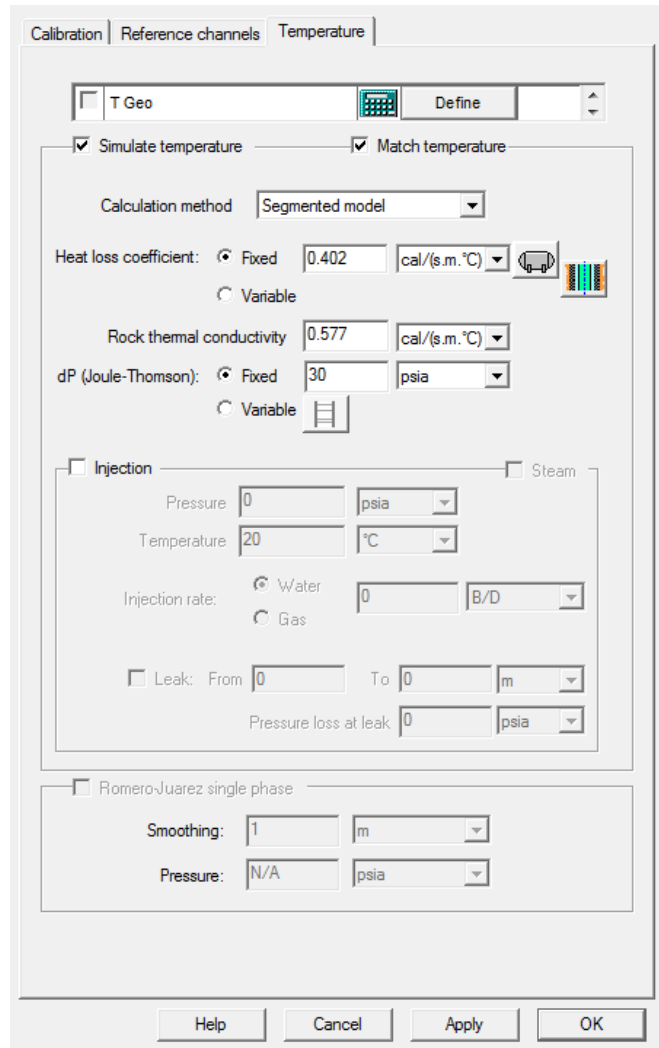 Calibration Reference channels Temperature
T Geo Define
Simulate temperature Match temperature
Calculation method Segmented model
Heat loss coefficient: Fixed 0.402 cal/(s.m.°C)
Variable
Rock thermal conductivity 0.577 cal/(s.m.°C)
dP (Joule-Thomson): Fixed 30 psia
Variable
Injection Steam
Pressure 0 psia
Temperature 20 °C
Injection rate: Water 0 B/D
Gas
Leak: From 0 To 0 m
Pressure loss at leak 0 psia
Romero-Juarez single phase
Smoothing: 1 m
Pressure: N/A psia
Help Cancel Apply OK